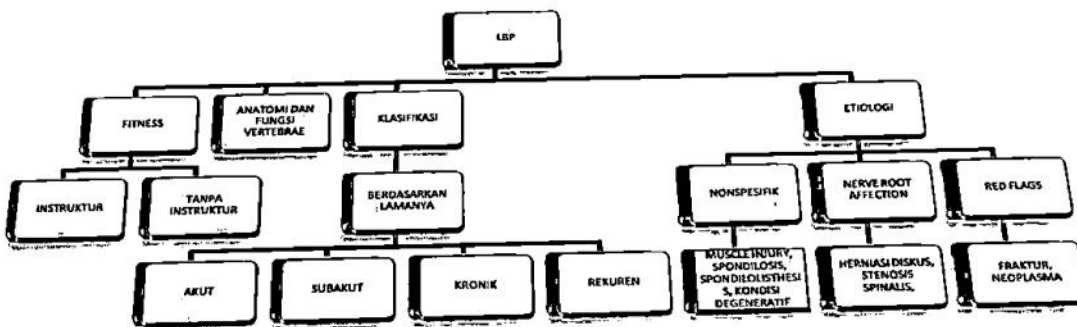 LBP
FITNESS
ANATOMI DAN
FUNGSI
VERTEBRAE
KLASIFIKASI
ETIOLOGI
INSTRUKTUR
TANPA
INSTRUKTUR
BERDASARKAN
LAMANYA
NONSPESIFIK
NERVE ROOT
AFFECTION
RED FLAGS
AKUT
SUBAKUT
KRONIK
REKUREN
MUSCLE INJURY,
SPONDILOSIS,
SPONDILOLISTHESI
S, KONDISI
DEGENERATIF
HERNIASI DISKUS,
STENOSIS
SPINALIS,
FRAKTUR,
NEOPLASMA